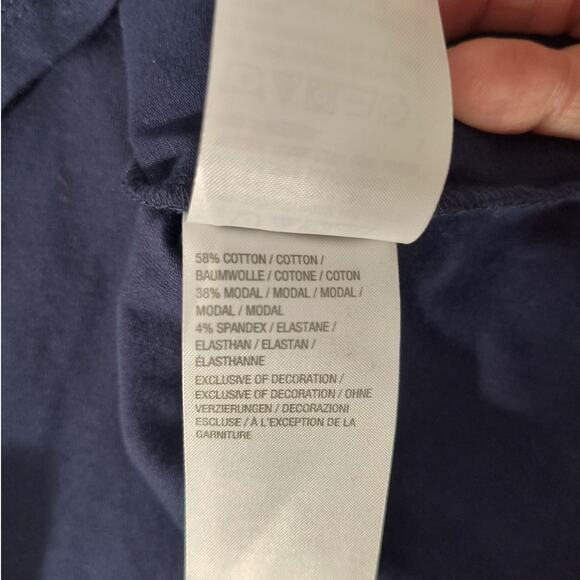 58% COTTON / COTTON /
BAUMWOLLE / COTONE / COTON
38% MODAL / MODAL / MODAL /
MODAL / MODAL
4% SPANDEX / ELASTANE /
ELASTHAN / ELASTAN /
ÉLASTHANNE
EXCLUSIVE OF DECORATION /
EXCLUSIVE OF DECORATION / OHNE
VERZIERUNGEN / DECORAZIONI
ESCLUSE / À L'EXCEPTION DE LA
GARNITURE